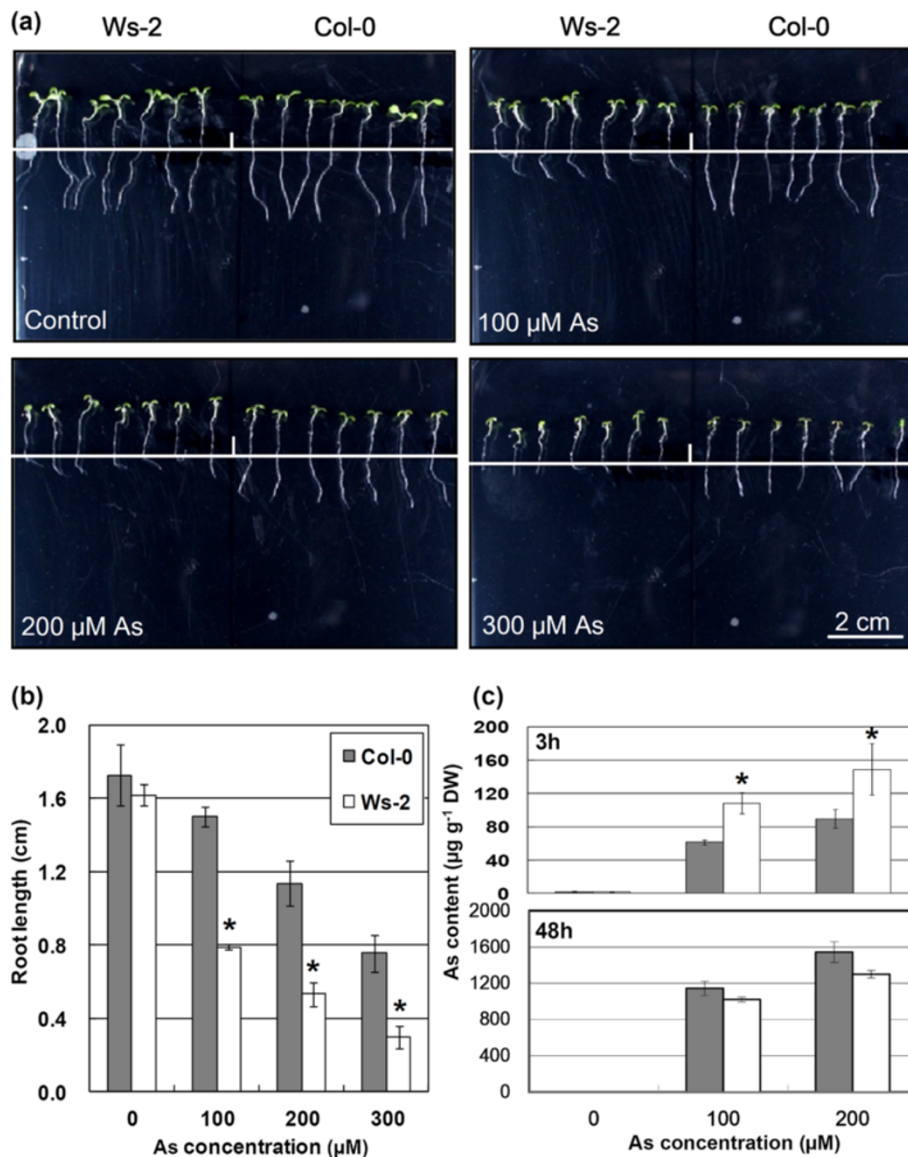 (a)
Ws-2 Col-0 Ws-2 Col-0
Control
100 µM As
200 µM As
300 µM As
2 cm
(b)
2.0
1.6
1.2
0.8
0.4
0.0
Root length (cm)
Col-0
Ws-2
*
*
*
0 100 200 300
As concentration (µM)
(c)
200
160
120
80
40
0
3h
*
*
As content (µg g⁻¹ DW)
2000
1600
1200
800
400
0
48h
0 100 200
As concentration (µM)